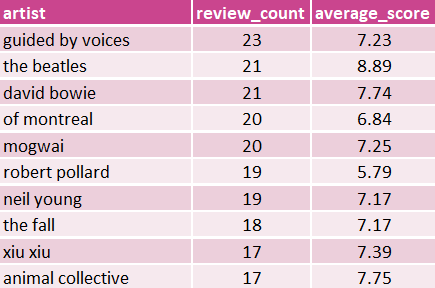 artist review_count average_score
guided by voices 23 7.23
the beatles 21 8.89
david bowie 21 7.74
of montreal 20 6.84
mogwai 20 7.25
robert pollard 19 5.79
neil young 19 7.17
the fall 18 7.17
xiu xiu 17 7.39
animal collective 17 7.75